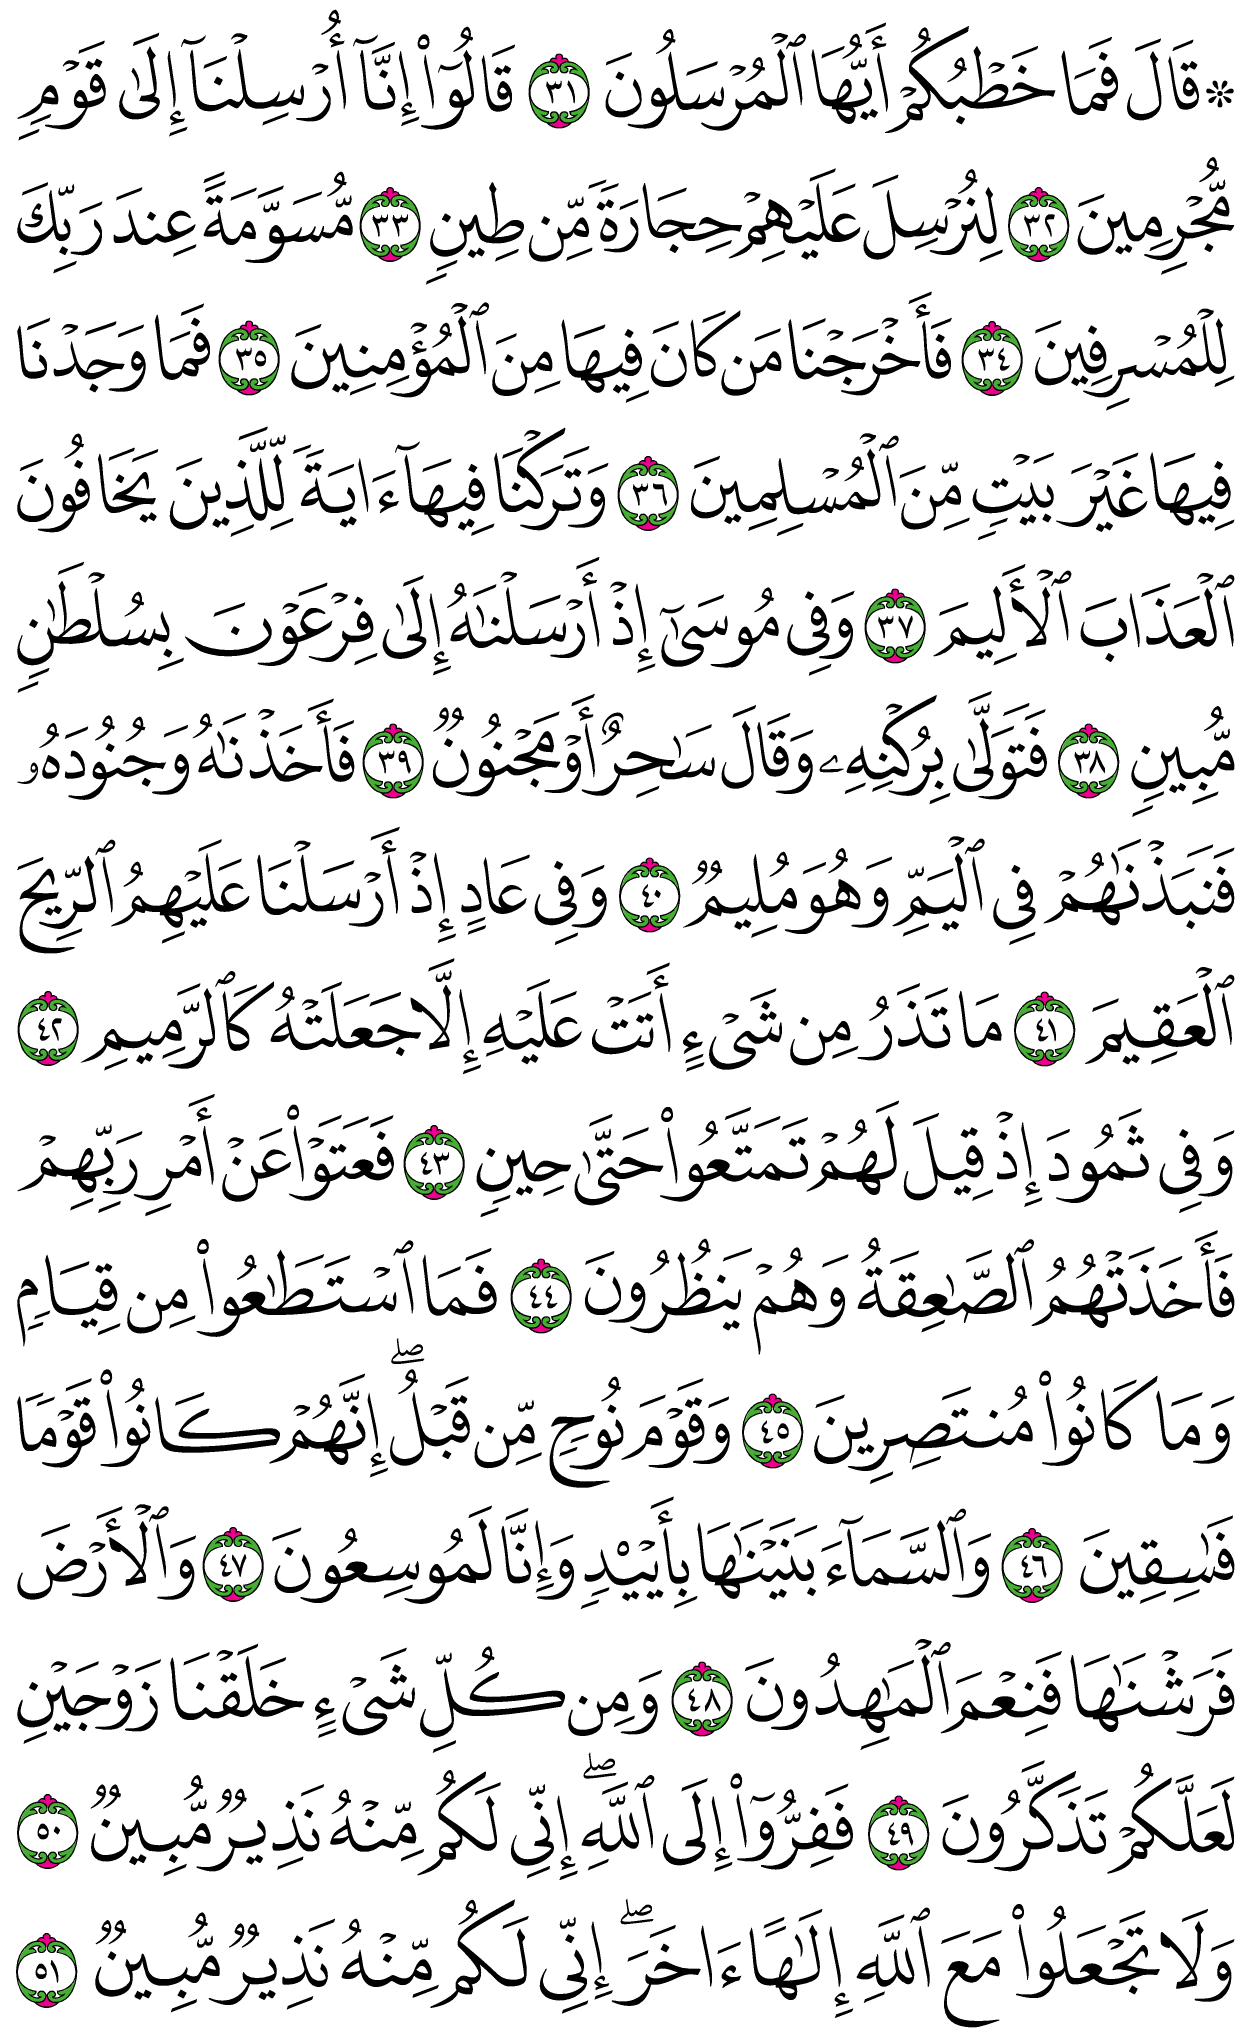 ۞ قَالَ فَمَا خَطۡبُكُمۡ أَيُّهَا ٱلۡمُرۡسَلُونَ ٣١ قَالُوٓاْ إِنَّآ أُرۡسِلۡنَآ إِلَىٰ قَوۡمٖ
مُّجۡرِمِينَ ٣٢ لِنُرۡسِلَ عَلَيۡهِمۡ حِجَارَةٗ مِّن طِينٖ ٣٣ مُّسَوَّمَةً عِندَ رَبِّكَ
لِلۡمُسۡرِفِينَ ٣٤ فَأَخۡرَجۡنَا مَن كَانَ فِيهَا مِنَ ٱلۡمُؤۡمِنِينَ ٣٥ فَمَا وَجَدۡنَا
فِيهَا غَيۡرَ بَيۡتٖ مِّنَ ٱلۡمُسۡلِمِينَ ٣٦ وَتَرَكۡنَا فِيهَآ ءَايَةٗ لِّلَّذِينَ يَخَافُونَ
ٱلۡعَذَابَ ٱلۡأَلِيمَ ٣٧ وَفِي مُوسَىٰٓ إِذۡ أَرۡسَلۡنَٰهُ إِلَىٰ فِرۡعَوۡنَ بِسُلۡطَٰنٖ
مُّبِينٖ ٣٨ فَتَوَلَّىٰ بِرُكۡنِهِۦ وَقَالَ سَٰحِرٌ أَوۡ مَجۡنُونٞ ٣٩ فَأَخَذۡنَٰهُ وَجُنُودَهُۥ
فَنَبَذۡنَٰهُمۡ فِي ٱلۡيَمِّ وَهُوَ مُلِيمٞ ٤٠ وَفِي عَادٍ إِذۡ أَرۡسَلۡنَا عَلَيۡهِمُ ٱلرِّيحَ
ٱلۡعَقِيمَ ٤١ مَا تَذَرُ مِن شَيۡءٍ أَتَتۡ عَلَيۡهِ إِلَّا جَعَلَتۡهُ كَٱلرَّمِيمِ ٤٢
وَفِي ثَمُودَ إِذۡ قِيلَ لَهُمۡ تَمَتَّعُواْ حَتَّىٰ حِينٖ ٤٣ فَعَتَوۡاْ عَنۡ أَمۡرِ رَبِّهِمۡ
فَأَخَذَتۡهُمُ ٱلصَّٰعِقَةُ وَهُمۡ يَنظُرُونَ ٤٤ فَمَا ٱسۡتَطَٰعُواْ مِن قِيَامٖ
وَمَا كَانُواْ مُنتَصِرِينَ ٤٥ وَقَوۡمَ نُوحٖ مِّن قَبۡلُۖ إِنَّهُمۡ كَانُواْ قَوۡمٗا
فَٰسِقِينَ ٤٦ وَٱلسَّمَآءَ بَنَيۡنَٰهَا بِأَيۡيْدٖ وَإِنَّا لَمُوسِعُونَ ٤٧ وَٱلۡأَرۡضَ
فَرَشۡنَٰهَا فَنِعۡمَ ٱلۡمَٰهِدُونَ ٤٨ وَمِن كُلِّ شَيۡءٍ خَلَقۡنَا زَوۡجَيۡنِ
لَعَلَّكُمۡ تَذَكَّرُونَ ٤٩ فَفِرُّوٓاْ إِلَى ٱللَّهِۖ إِنِّي لَكُم مِّنۡهُ نَذِيرٞ مُّبِينٞ ٥٠
وَلَا تَجۡعَلُواْ مَعَ ٱللَّهِ إِلَٰهًا ءَاخَرَۖ إِنِّي لَكُم مِّنۡهُ نَذِيرٞ مُّبِينٞ ٥١